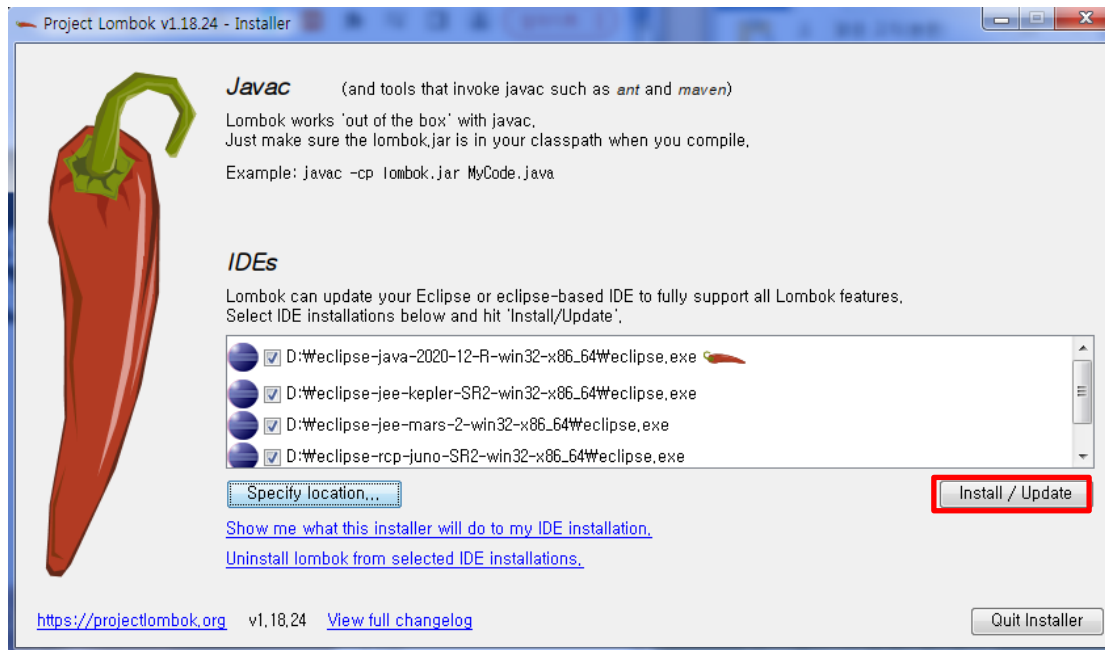 Project Lombok v1.18.24 - Installer
Javac (and tools that invoke javac such as ant and maven)
Lombok works 'out of the box' with javac,
Just make sure the lombok,jar is in your classpath when you compile,
Example: javac -cp lombok.jar MyCode.java
IDEs
Lombok can update your Eclipse or eclipse-based IDE to fully support all Lombok features,
Select IDE installations below and hit 'Install/Update',
D:₩eclipse-java-2020-12-R-win32-x86_64₩eclipse,exe
D:₩eclipse-jee-kepler-SR2-win32-x86_64₩eclipse,exe
D:₩eclipse-jee-mars-2-win32-x86_64₩eclipse,exe
D:₩eclipse-rcp-juno-SR2-win32-x86_64₩eclipse,exe
Specify location,,, Install / Update
Show me what this installer will do to my IDE installation,
Uninstall lombok from selected IDE installations,
https://projectlombok,org v1,18,24 View full changelog Quit Installer